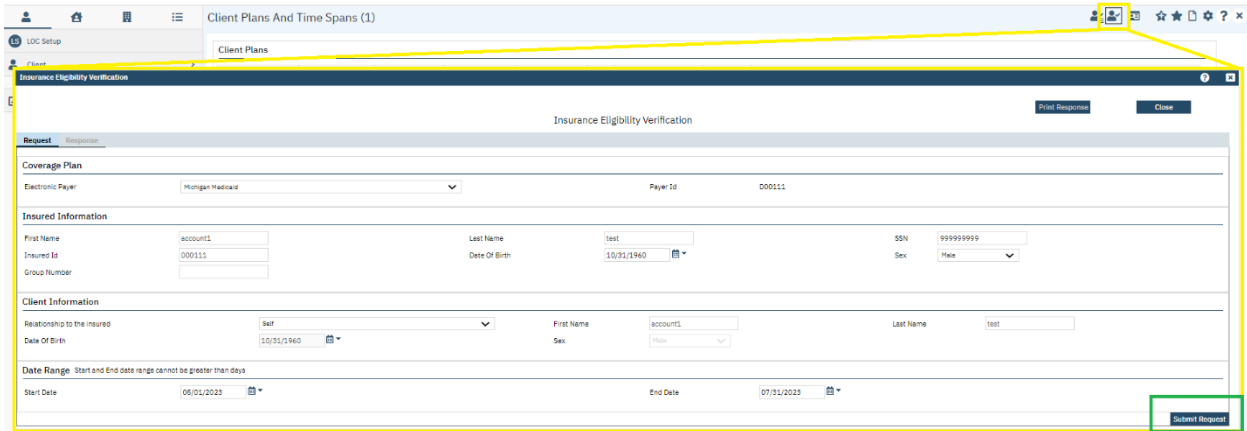 Client Plans And Time Spans (1)
LS LOC Setup
Client Plans
Client
Insurance Eligibility Verification
Print Response Close
Insurance Eligibility Verification
Request Response
Coverage Plan
Electronic Payer Michigan Medicaid Payer Id D00111
Insured Information
First Name account1 Last Name test SSN 999999999
Insured Id 000111 Date Of Birth 10/31/1960 Sex Male
Group Number
Client Information
Relationship to the insured Self First Name account1 Last Name test
Date Of Birth 10/31/1960 Sex Male
Date Range Start and End date range cannot be greater than days
Start Date 05/01/2023 End Date 07/31/2023
Submit Request